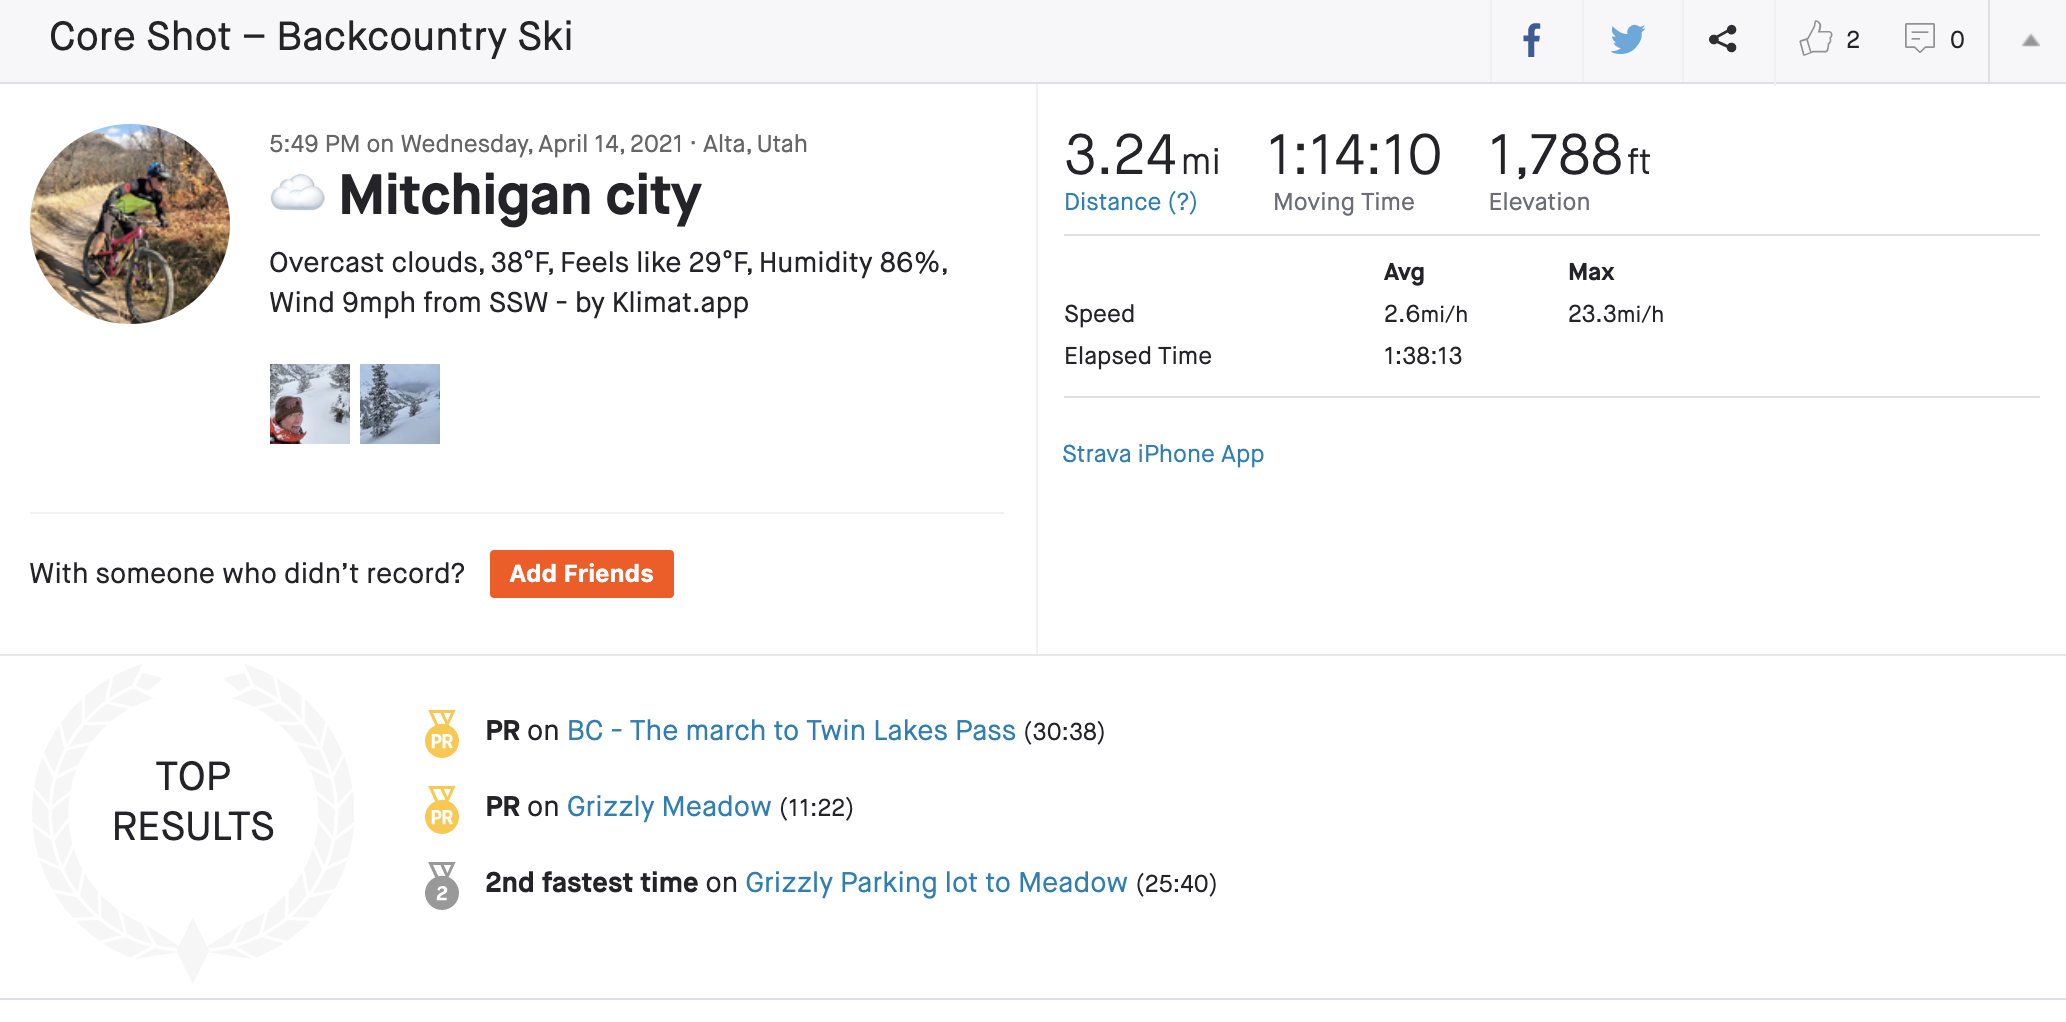 Core Shot – Backcountry Ski
2
0
5:49 PM on Wednesday, April 14, 2021 · Alta, Utah
Mitchigan city
Overcast clouds, 38°F, Feels like 29°F, Humidity 86%,
Wind 9mph from SSW - by Klimat.app
With someone who didn’t record?
Add Friends
3.24 mi
1:14:10
1,788 ft
Distance (?)
Moving Time
Elevation
Avg
Max
Speed
2.6mi/h
23.3mi/h
Elapsed Time
1:38:13
Strava iPhone App
TOP
RESULTS
PR
PR on BC - The march to Twin Lakes Pass (30:38)
PR
PR on Grizzly Meadow (11:22)
2
2nd fastest time on Grizzly Parking lot to Meadow (25:40)